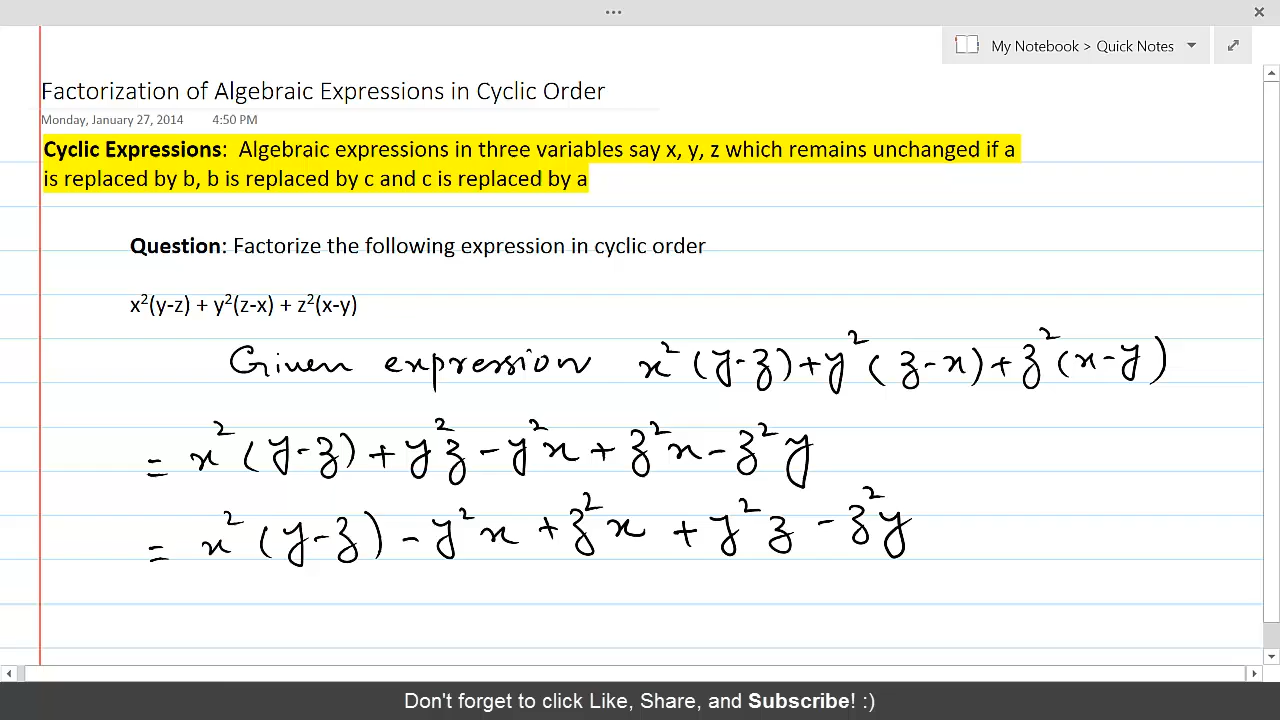 My Notebook > Quick Notes
Factorization of Algebraic Expressions in Cyclic Order
Monday, January 27, 2014 4:50 PM
Cyclic Expressions: Algebraic expressions in three variables say x, y, z which remains unchanged if a
is replaced by b, b is replaced by c and c is replaced by a
Question: Factorize the following expression in cyclic order
x²(y-z) + y²(z-x) + z²(x-y)
Given expression x²(y-z)+y²(z-x)+z²(x-y)
= x²(y-z) + y²z - y²x + z²x - z²y
= x²(y-z) - y²x + z²x + y²z - z²y
Don't forget to click Like, Share, and Subscribe! :)